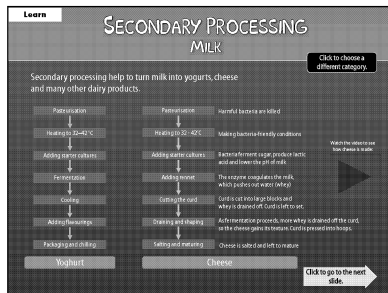 Learn
SECONDARY PROCESSING
MILK
Click to choose a
different category.
Secondary processing help to turn milk into yogurts, cheese
and many other dairy products.
Pasteurisation
Heating to 32–42°C
Adding starter cultures
Fermentation
Cooling
Adding flavourings
Packaging and chilling
Yoghurt
Pasteurisation
Harmful bacteria are killed
Heating to 32 - 42°C
Making bacteria-friendly conditions
Adding starter cultures
Bacteria ferment sugar, produce lactic
acid and lower the pH of milk
Adding rennet
The enzyme coagulates the milk,
which pushes out water (whey)
Cutting the curd
Curd is cut into large blocks and
whey is drained off. Curd is left to set.
Draining and shaping
As fermentation proceeds, more whey is drained off the curd,
so the cheese gains its texture. Curd is pressed into hoops.
Salting and maturing
Cheese is salted and left to mature
Cheese
Watch the video to see
how cheese is made:
Click to go to the next
slide.